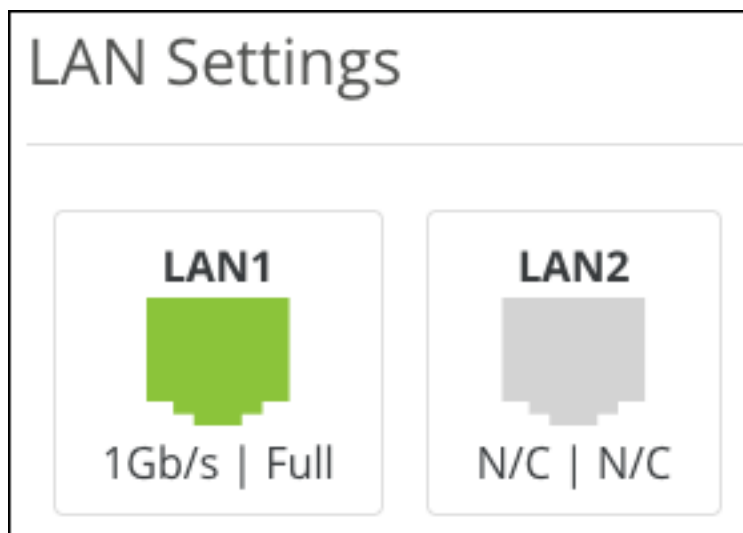 LAN Settings
LAN1
LAN2
1Gb/s | Full
N/C | N/C